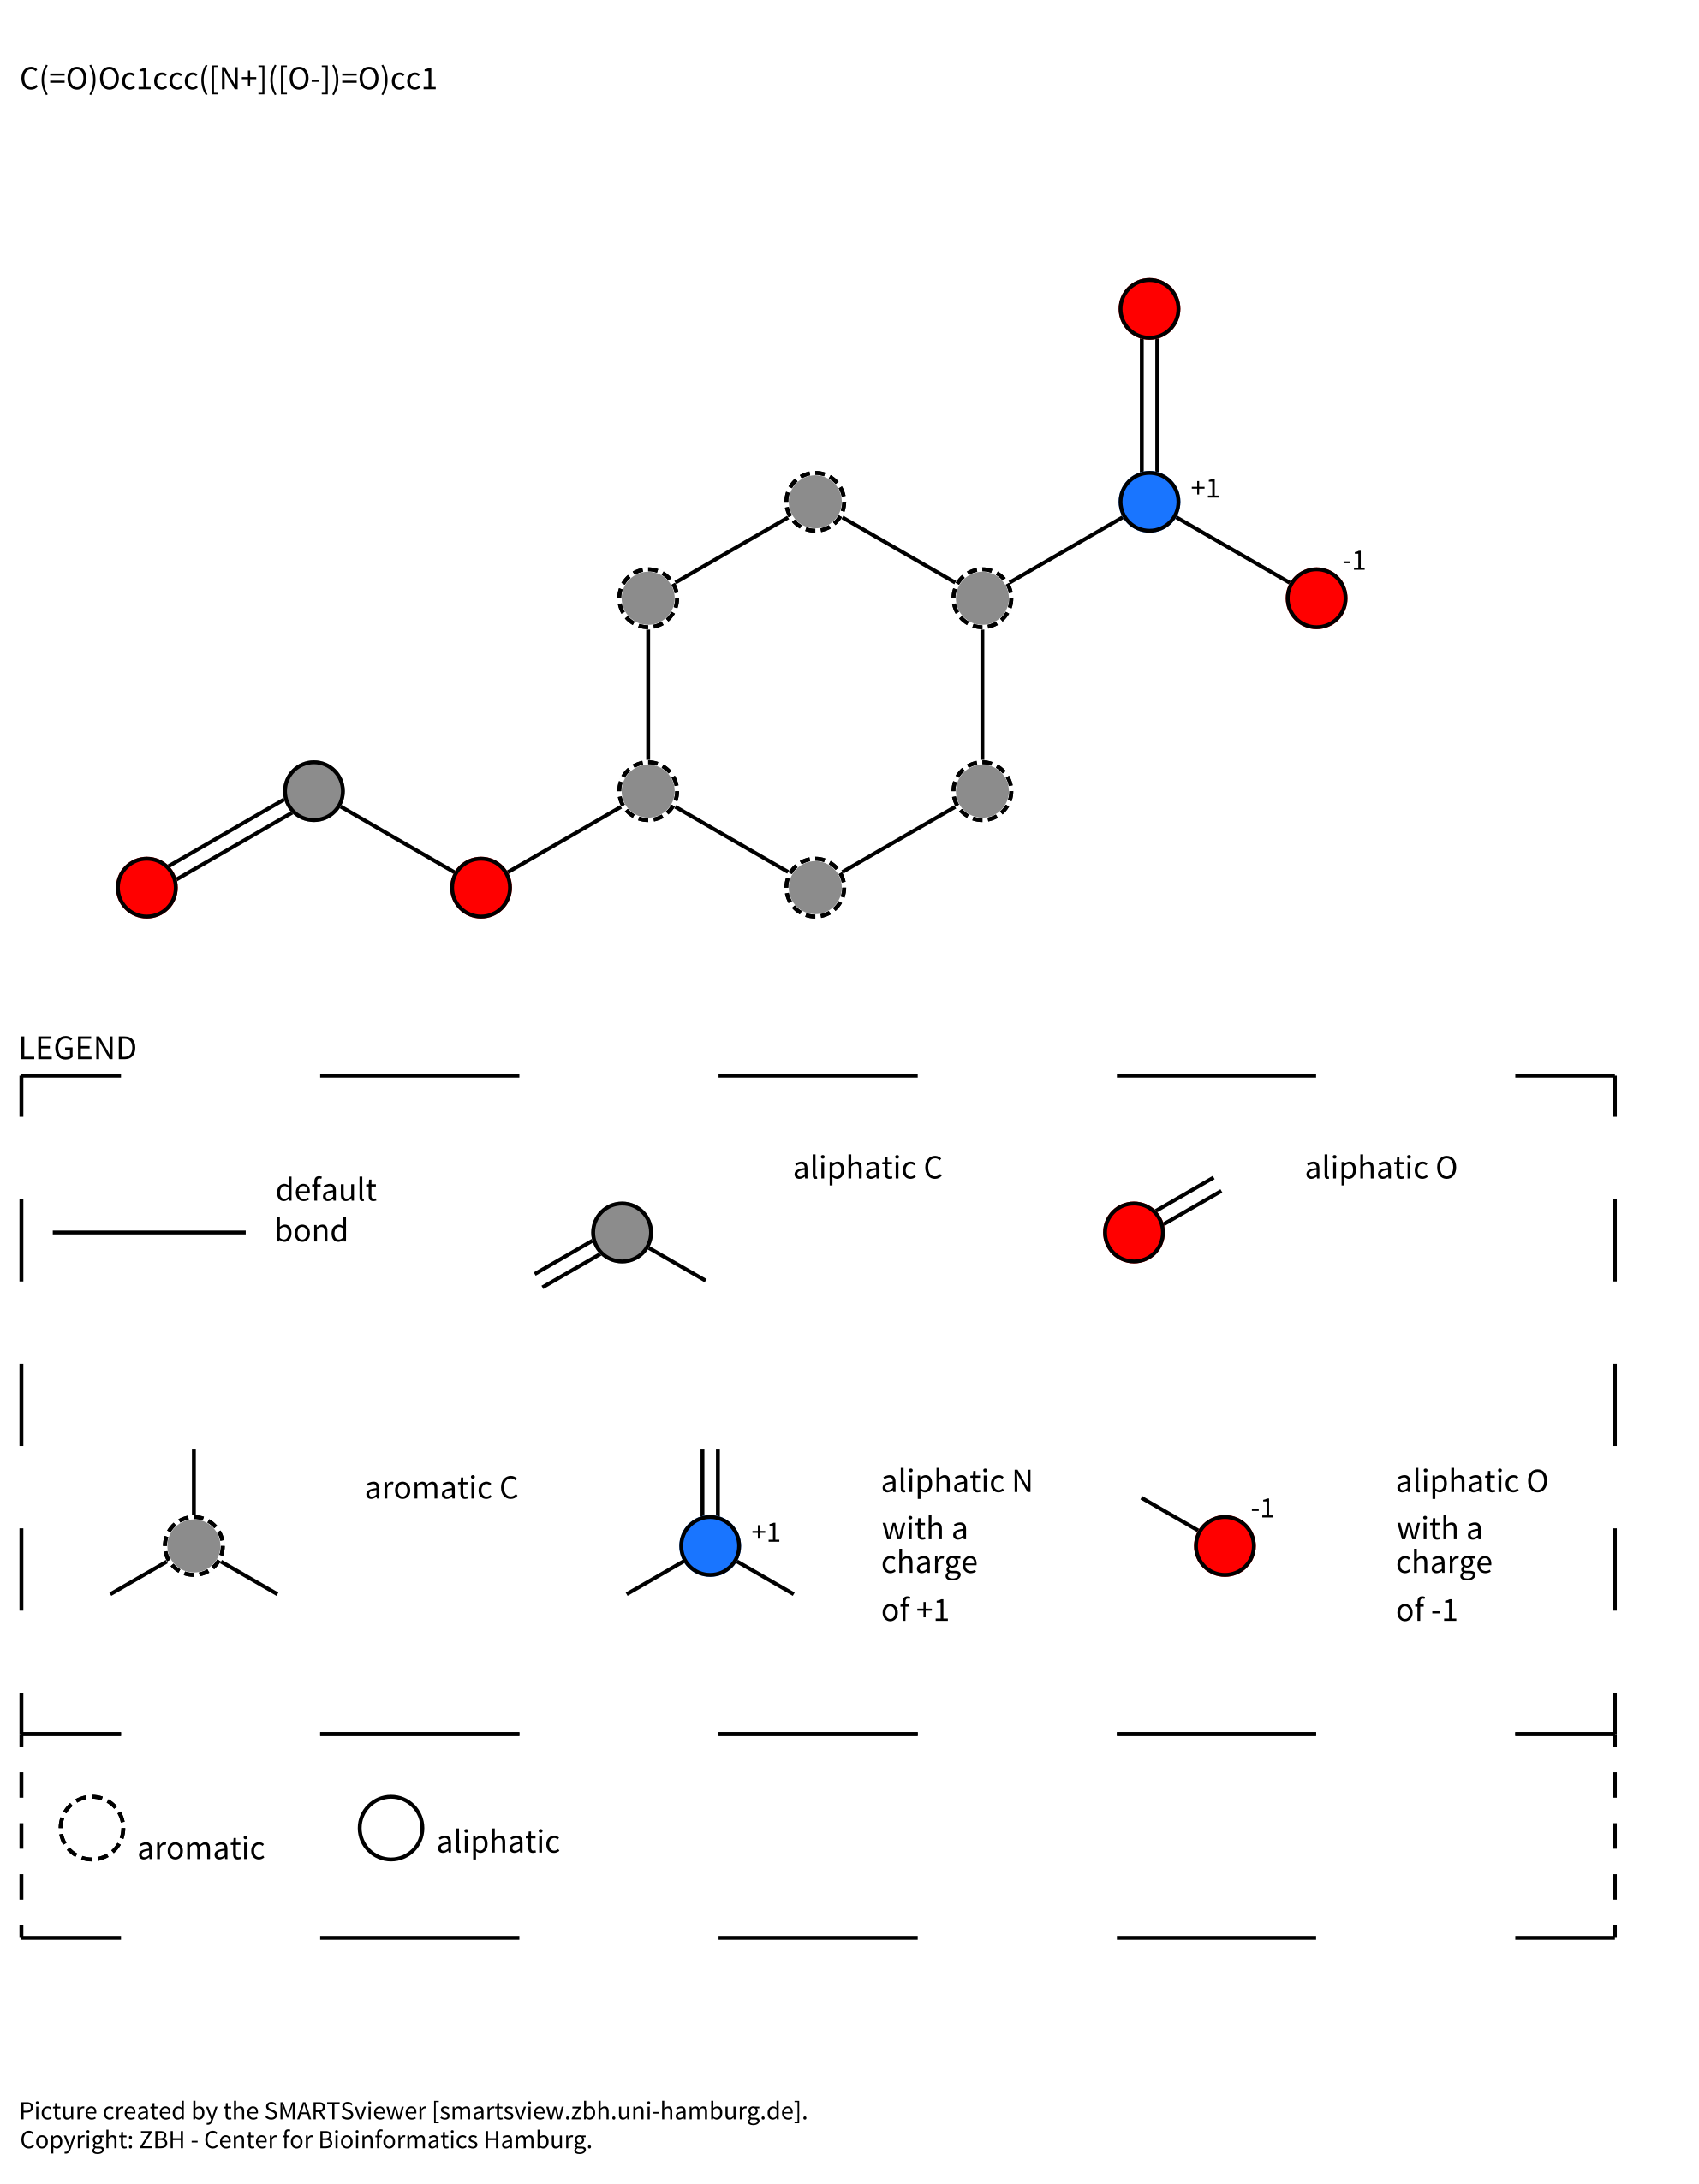 C(=O)Oc1ccc([N+]([O-])=O)cc1
+1
-1
LEGEND
default
bond
aliphatic C
aliphatic O
aromatic C
+1
aliphatic N
with a
charge
of +1
-1
aliphatic O
with a
charge
of -1
aromatic
aliphatic
Picture created by the SMARTSviewer [smartsview.zbh.uni-hamburg.de].
Copyright: ZBH - Center for Bioinformatics Hamburg.